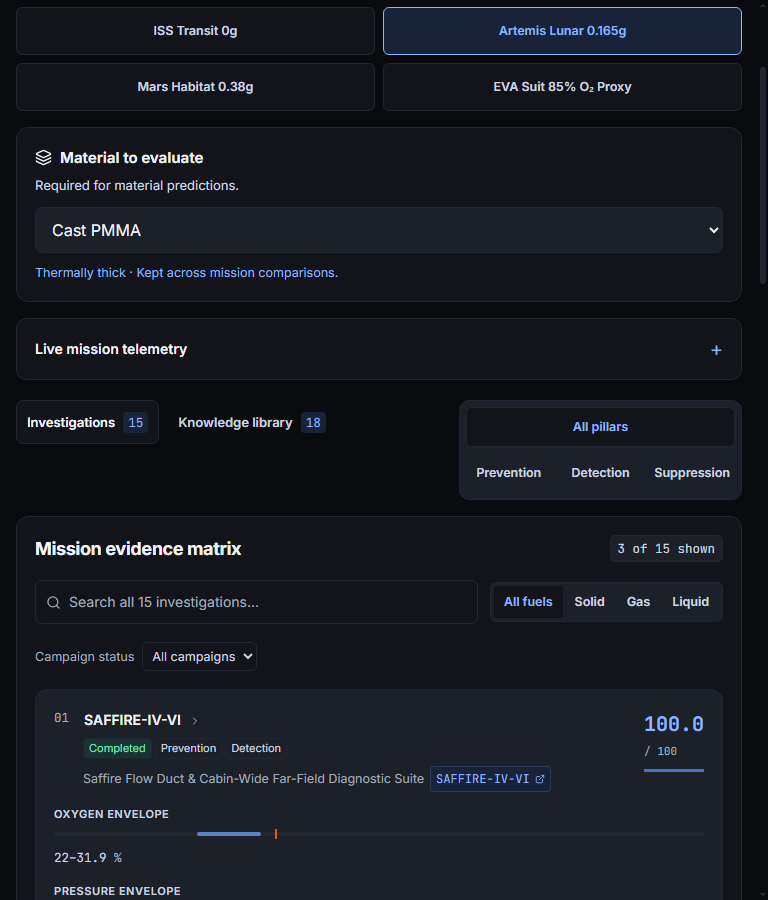 ISS Transit 0g
Artemis Lunar 0.165g
Mars Habitat 0.38g
EVA Suit 85% O₂ Proxy
Material to evaluate
Required for material predictions.
Cast PMMA
Thermally thick · Kept across mission comparisons.
Live mission telemetry
+
Investigations 15
Knowledge library 18
All pillars
Prevention Detection Suppression
Mission evidence matrix
3 of 15 shown
Search all 15 investigations...
All fuels Solid Gas Liquid
Campaign status All campaigns
01 SAFFIRE-IV-VI ›
100.0
/ 100
Completed Prevention Detection
Saffire Flow Duct & Cabin-Wide Far-Field Diagnostic Suite SAFFIRE-IV-VI
OXYGEN ENVELOPE
22–31.9 %
PRESSURE ENVELOPE